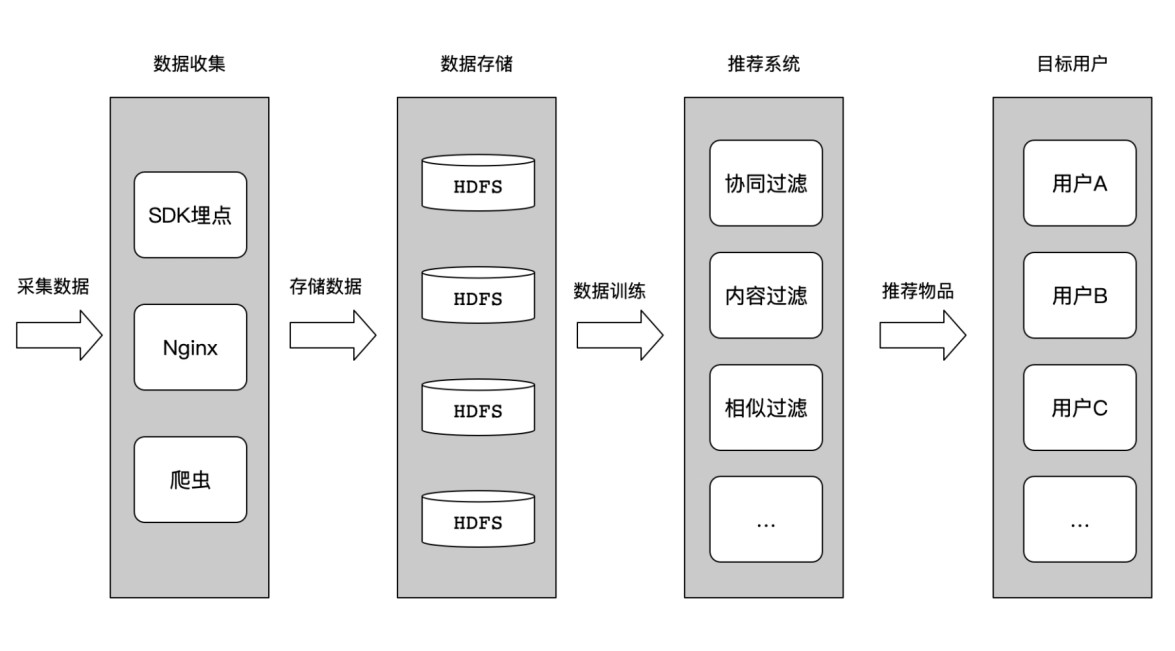 数据收集
数据存储
推荐系统
目标用户
采集数据
SDK埋点
Nginx
爬虫
存储数据
HDFS
HDFS
HDFS
HDFS
数据训练
协同过滤
内容过滤
相似过滤
...
推荐物品
用户A
用户B
用户C
...